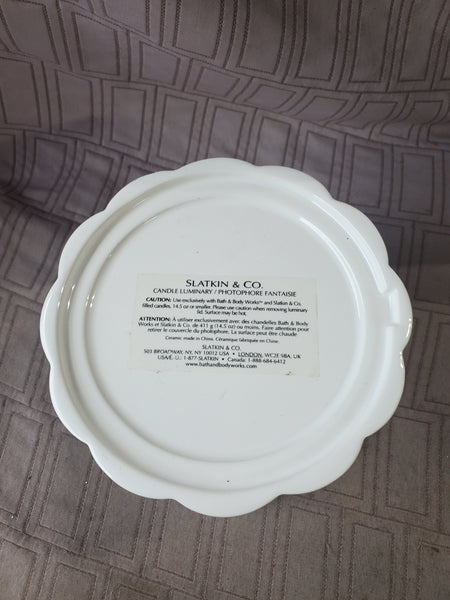 SLATKIN & CO.
CANDLE LUMINARY / PHOTOPHORE FANTAISIE
CAUTION: Use exclusively with Bath & Body Works™ and Slatkin & Co.
filled candles, 14.5 oz or smaller. Please use caution when removing luminary
lid. Surface may be hot.
ATTENTION: À utiliser exclusivement avec des chandelles Bath & Body
Works et Slatkin & Co. de 411 g (14.5 oz) ou moins. Faire attention pour
retirer le couvercle du photophore. La surface peut être chaude
Ceramic made in China. Céramique fabriquée en Chine.
SLATKIN & CO.
503 BROADWAY, NY, NY 10012 USA • LONDON, WC2E 9BA, UK
1-877-SLATKIN • Canada: 1-888-684-6412
www.bathandbodyworks.com